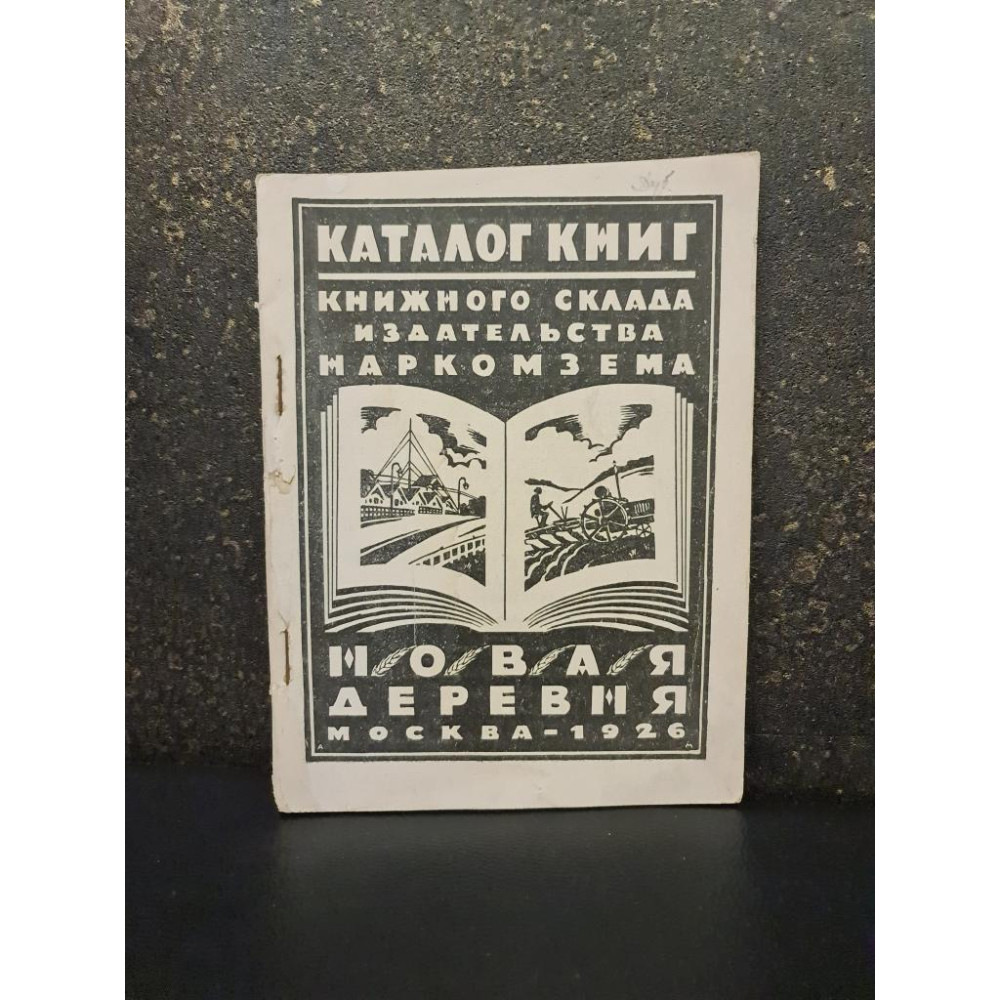 КАТАЛОГ КНИГ
КНИЖНОГО СКЛАДА
ИЗДАТЕЛЬСТВА
НАРКОМЗЕМА
НОВАЯ
ДЕРЕВНЯ
МОСКВА-1926